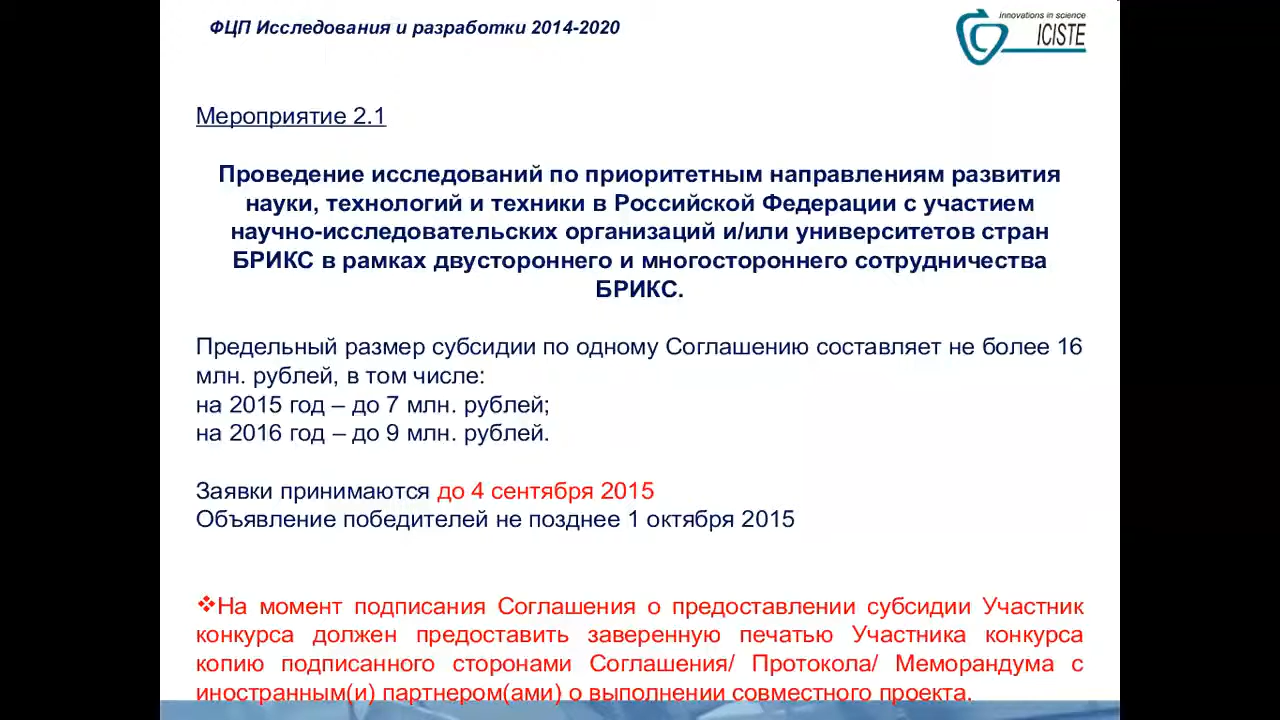 ФЦП Исследования и разработки 2014-2020
Innovations in science
ICISTE
Мероприятие 2.1
Проведение исследований по приоритетным направлениям развития
науки, технологий и техники в Российской Федерации с участием
научно-исследовательских организаций и/или университетов стран
БРИКС в рамках двустороннего и многостороннего сотрудничества
БРИКС.
Предельный размер субсидии по одному Соглашению составляет не более 16
млн. рублей, в том числе:
на 2015 год – до 7 млн. рублей;
на 2016 год – до 9 млн. рублей.
Заявки принимаются до 4 сентября 2015
Объявление победителей не позднее 1 октября 2015
❖На момент подписания Соглашения о предоставлении субсидии Участник
конкурса должен предоставить заверенную печатью Участника конкурса
копию подписанного сторонами Соглашения/ Протокола/ Меморандума с
иностранным(и) партнером(ами) о выполнении совместного проекта.